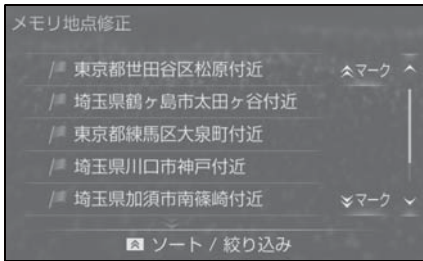 メモリ地点修正
東京都世田谷区松原付近
マーク
埼玉県鶴ヶ島市太田ヶ谷付近
東京都練馬区大泉町付近
埼玉県川口市神戸付近
埼玉県加須市南篠崎付近
マーク
ソート / 絞り込み